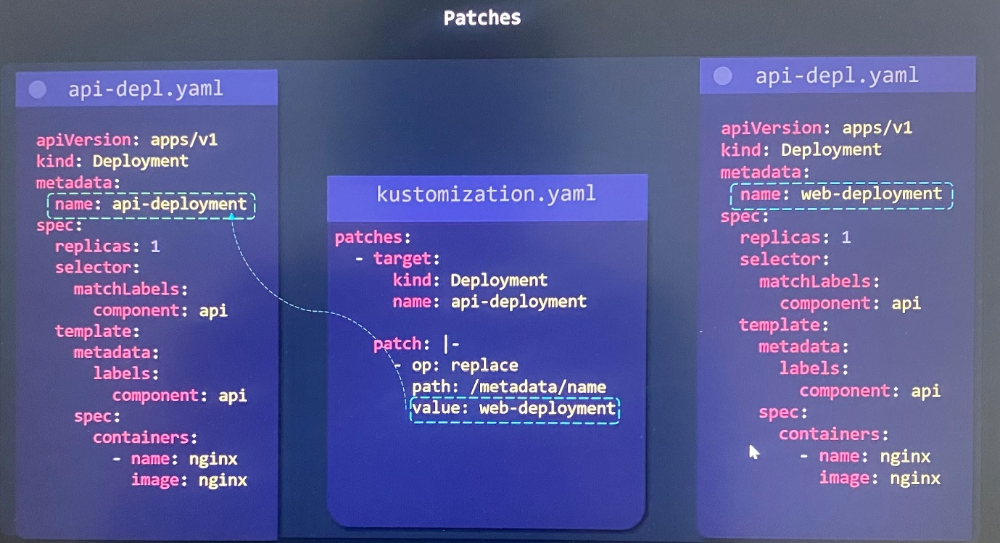 Patches
api-depl.yaml
apiVersion: apps/v1
kind: Deployment
metadata:
  name: api-deployment
spec:
  replicas: 1
  selector:
    matchLabels:
      component: api
  template:
    metadata:
      labels:
        component: api
    spec:
      containers:
        - name: nginx
          image: nginx
kustomization.yaml
patches:
  - target:
      kind: Deployment
      name: api-deployment
    patch: |-
      - op: replace
        path: /metadata/name
        value: web-deployment
api-depl.yaml
apiVersion: apps/v1
kind: Deployment
metadata:
  name: web-deployment
spec:
  replicas: 1
  selector:
    matchLabels:
      component: api
  template:
    metadata:
      labels:
        component: api
    spec:
      containers:
        - name: nginx
          image: nginx